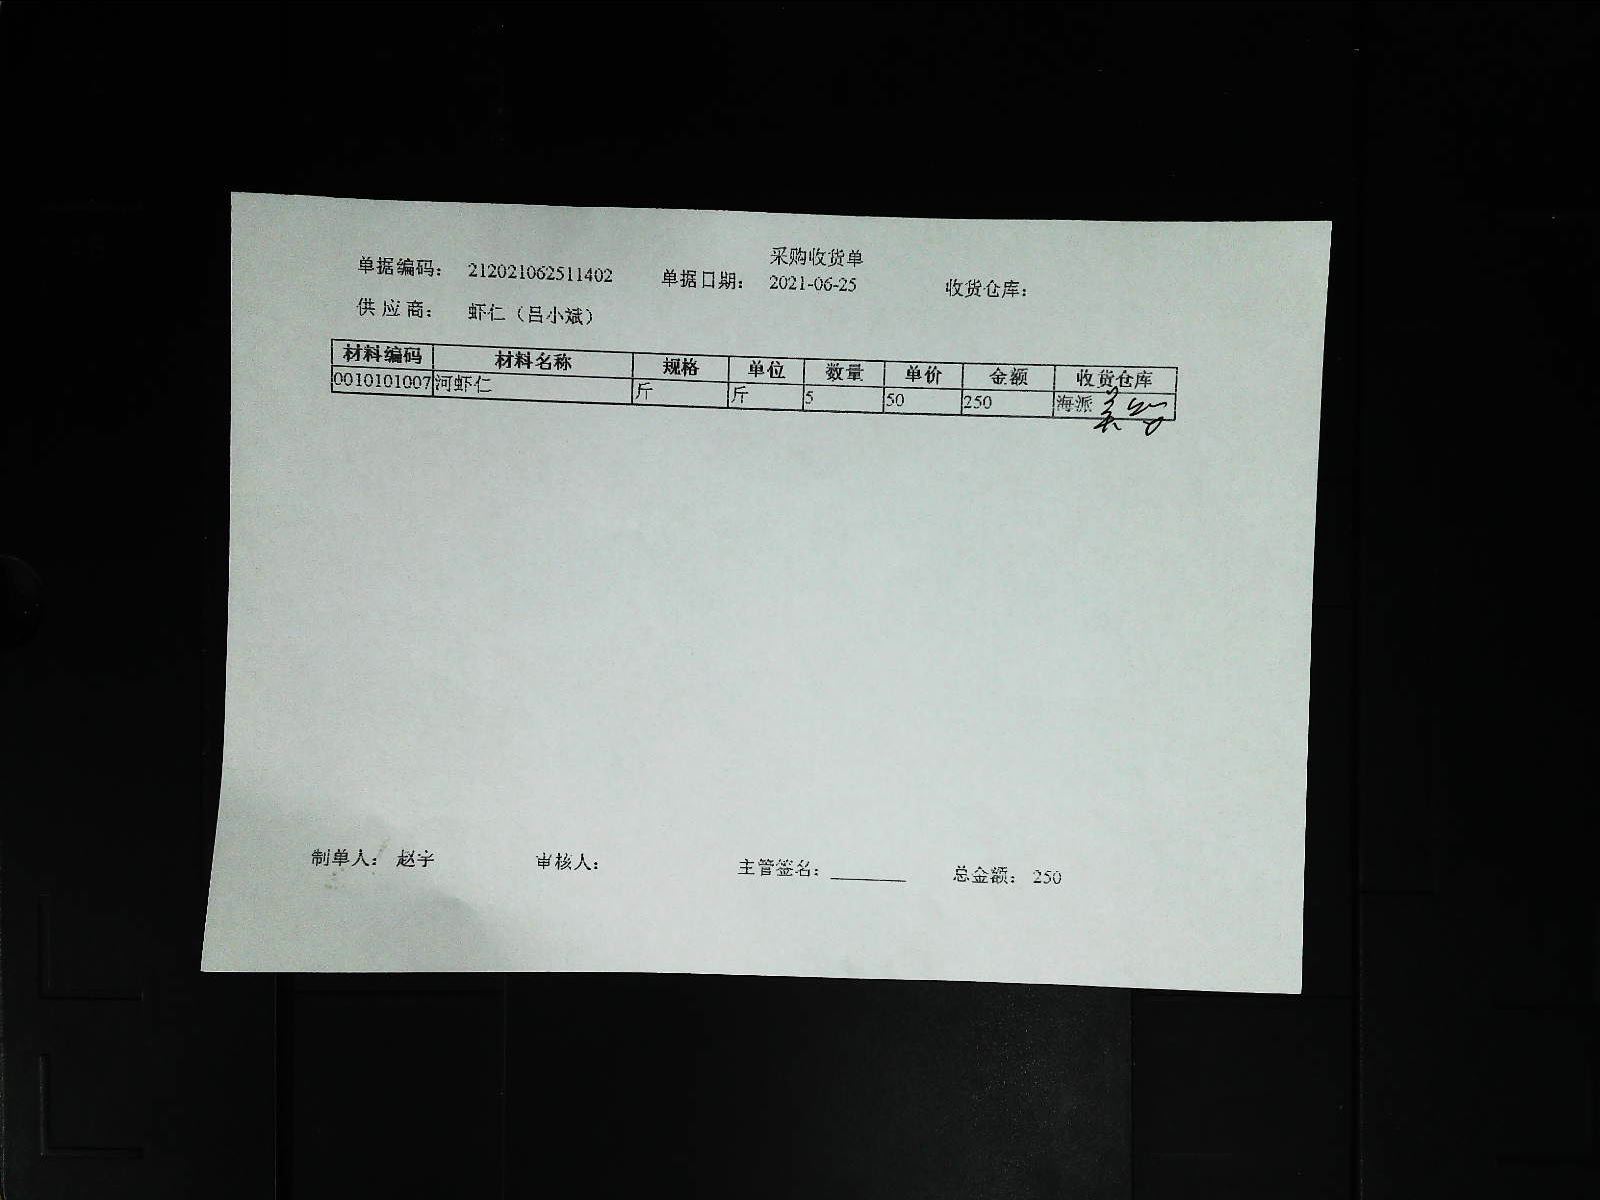 采购收货单
单据编码： 212021062511402 单据日期： 2021-06-25 收货仓库：
供 应 商： 虾仁（吕小斌）
材料编码 材料名称 规格 单位 数量 单价 金额 收货仓库
0010101007 河虾仁 斤 斤 5 50 250 海派
制单人： 赵宇 审核人： 主管签名：________ 总金额： 250